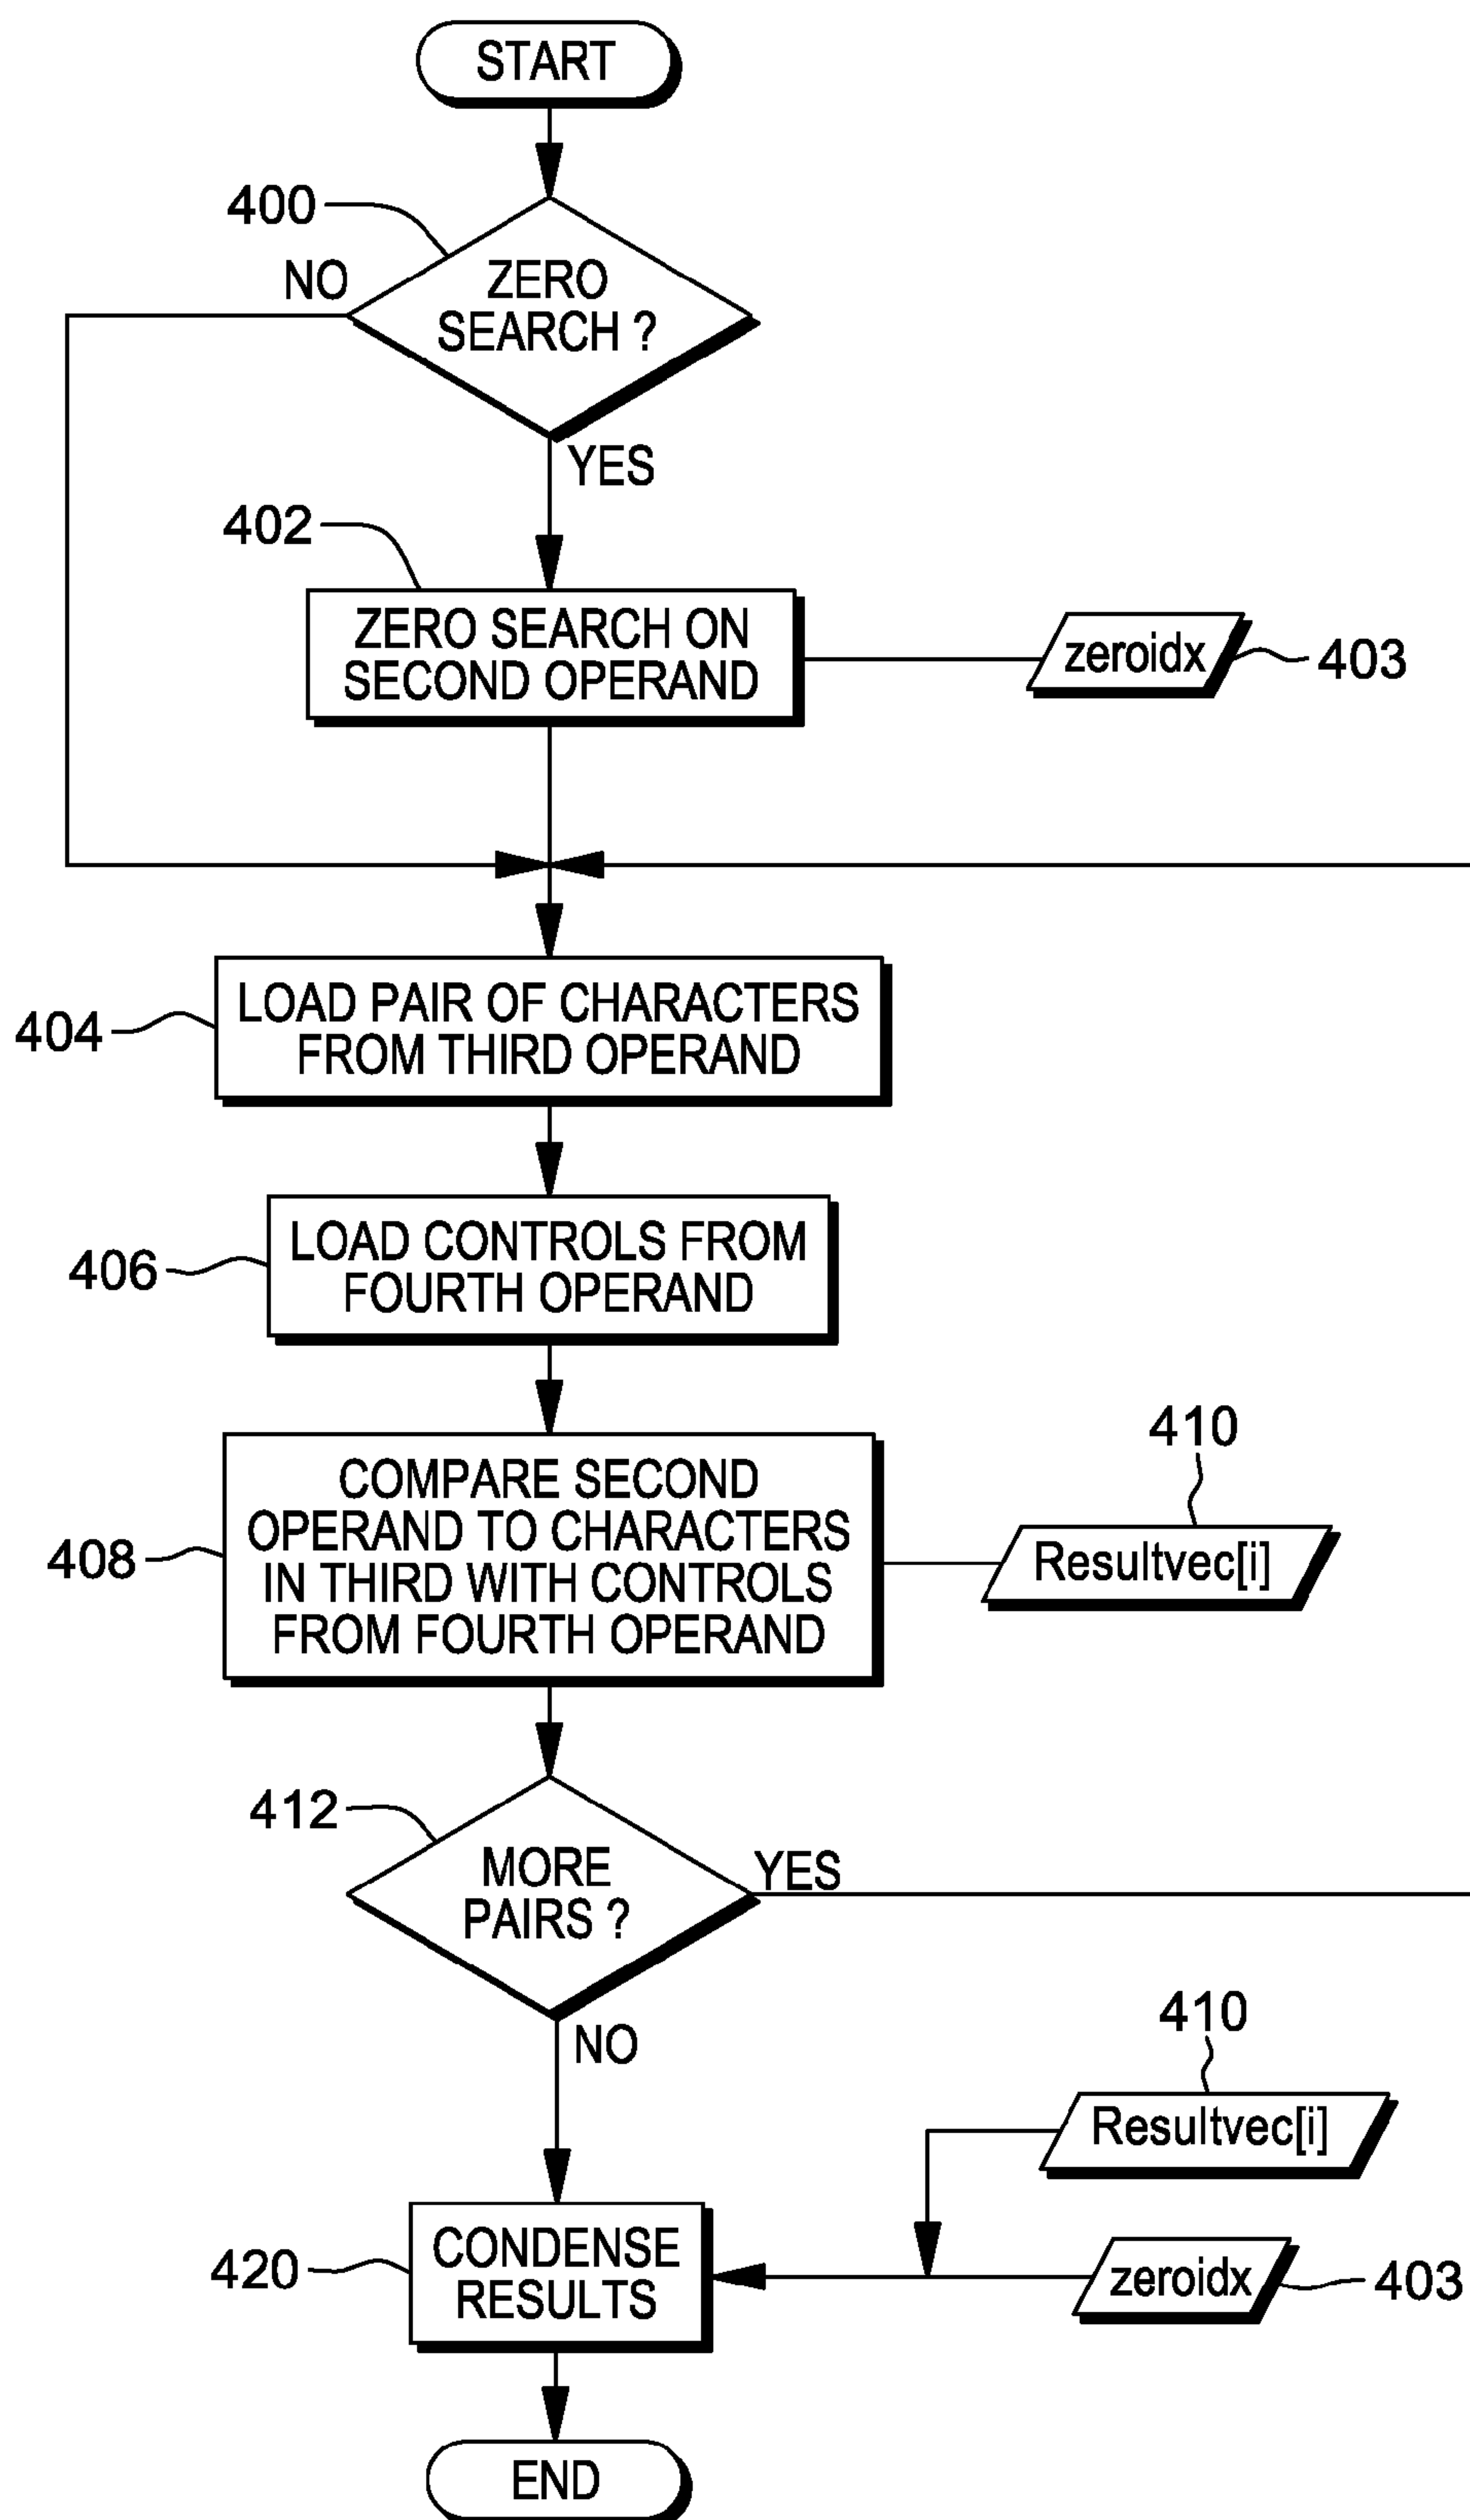 START
400
NO
ZERO
SEARCH ?
YES
402
ZERO SEARCH ON
SECOND OPERAND
zeroidx
403
LOAD PAIR OF CHARACTERS
FROM THIRD OPERAND
404
LOAD CONTROLS FROM
FOURTH OPERAND
406
410
COMPARE SECOND
OPERAND TO CHARACTERS
IN THIRD WITH CONTROLS
FROM FOURTH OPERAND
408
Resultvec[i]
412
MORE
PAIRS ?
YES
NO
410
Resultvec[i]
420
CONDENSE
RESULTS
zeroidx
403
END